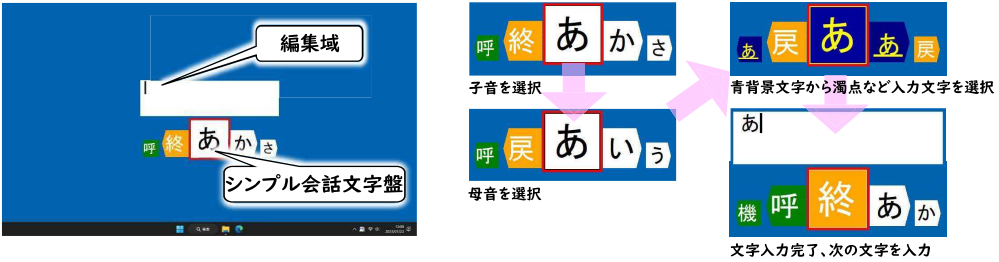 編集域
呼 終 あ か さ
シンプル会話文字盤
検索
呼 終 あ か さ
子音を選択
呼 戻 あ い う
母音を選択
あ 戻 あ あ 戻
青背景文字から濁点など入力文字を選択
あ
機 呼 終 あ か
文字入力完了、次の文字を入力